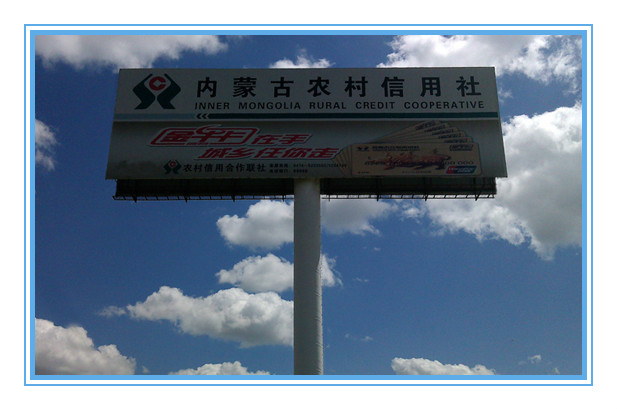 内蒙古农村信用社
INNER MONGOLIA RURAL CREDIT COOPERATIVE
金牛卡在手
城乡任你走
农村信用合作联社